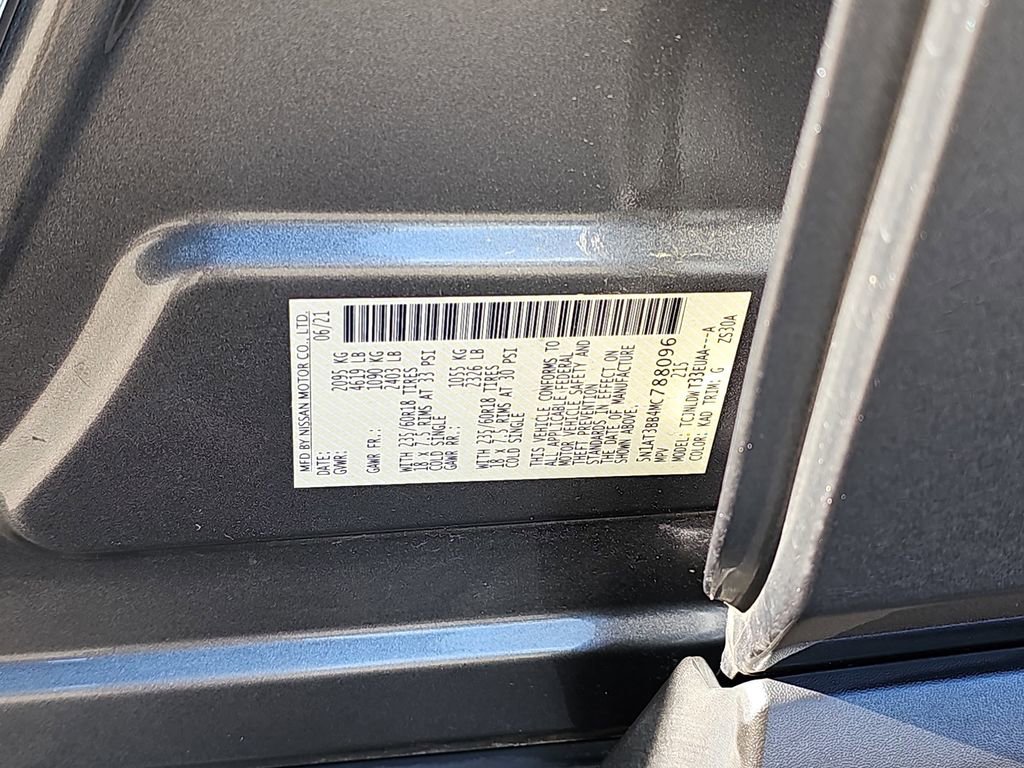 MFD BY NISSAN MOTOR CO., LTD.
DATE: 06/21
GVWR: 2095 KG
4619 LB
GAWR FR.: 1090 KG
2403 LB
WITH 235/60R18 TIRES
18 X 7.5 RIMS AT 33 PSI
COLD SINGLE
GAWR RR.: 1055 KG
2326 LB
WITH 235/60R18 TIRES
18 X 7.5 RIMS AT 30 PSI
COLD SINGLE
THIS VEHICLE CONFORMS TO
ALL APPLICABLE FEDERAL
MOTOR VEHICLE SAFETY AND
THEFT PREVENTION
STANDARDS IN EFFECT ON
THE DATE OF MANUFACTURE
SHOWN ABOVE.
5N1AT3BB4MC788096
MPV 215
MODEL: TC3NLDWT33EUAA---A
COLOR: KAD TRIM: G ZS30A